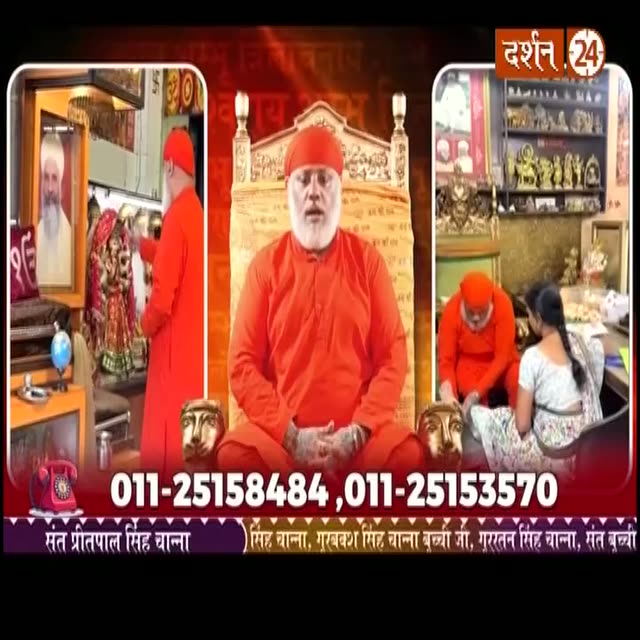 दर्शन 24
011-25158484 ,011-25153570
संत प्रीतपाल सिंह चान्ना
सिंह चान्ना, गुरबक्श सिंह चान्ना बुच्ची जी, गुररतन सिंह चान्ना, संत बुच्ची